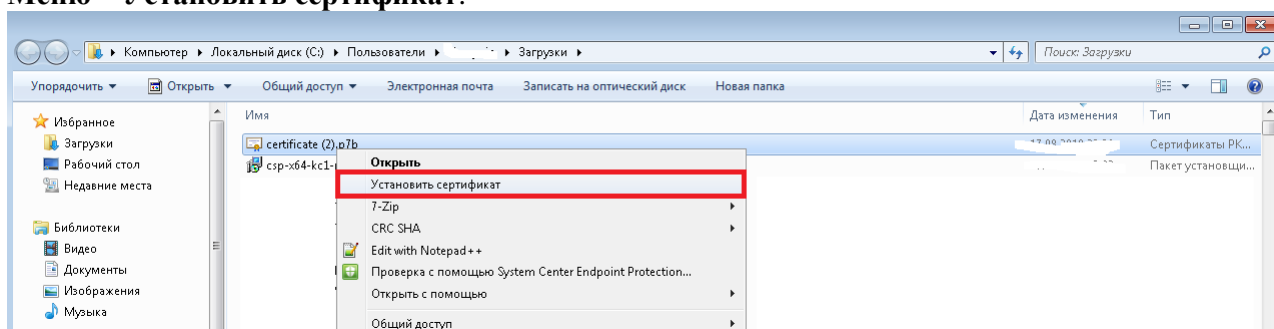 Меню – Установить сертификат.
Компьютер ▸ Локальный диск (C:) ▸ Пользователи ▸ ▸ Загрузки ▸
Поиск: Загрузки
Упорядочить ▾ Открыть ▾ Общий доступ ▾ Электронная почта Записать на оптический диск Новая папка
Имя Дата изменения Тип
Избранное
Загрузки
Рабочий стол
Недавние места
Библиотеки
Видео
Документы
Изображения
Музыка
certificate (2).p7b Сертификаты PK...
csp-x64-kc1- Пакет установщи...
Открыть
Установить сертификат
7-Zip
CRC SHA
Edit with Notepad++
Проверка с помощью System Center Endpoint Protection...
Открыть с помощью
Общий доступ